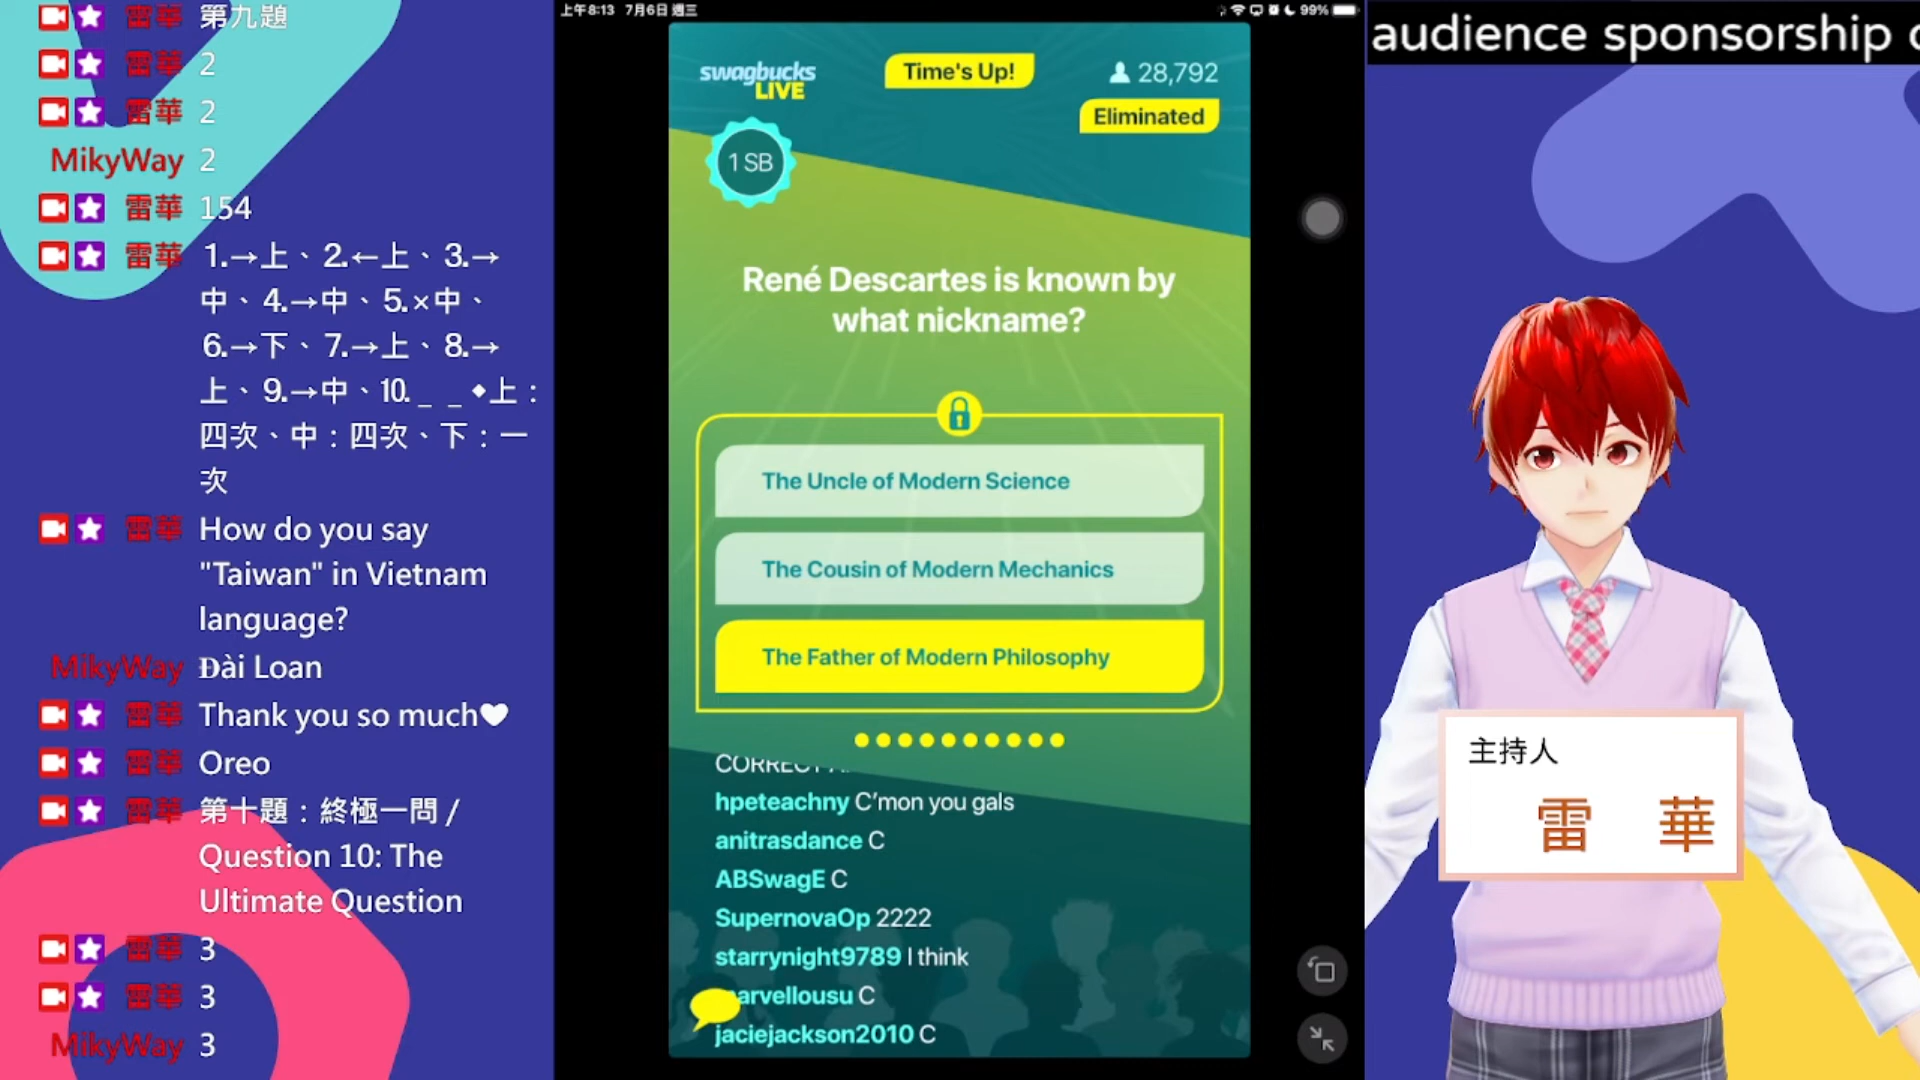 雷華 第九題
雷華 2
雷華 2
MikyWay 2
雷華 154
雷華 1.→上、2.←上、3.→
中、4.→中、5.×中、
6.→下、7.→上、8.→
上、9.→中、10. _ _ ◆上：
四次、中：四次、下：一
次
雷華 How do you say
"Taiwan" in Vietnam
language?
MikyWay Đài Loan
雷華 Thank you so much♥
雷華 Oreo
雷華 第十題：終極一問 /
Question 10: The
Ultimate Question
雷華 3
雷華 3
MikyWay 3
上午8:13 7月6日 週三
99%
swagbucks
LIVE
Time's Up!
28,792
Eliminated
1 SB
René Descartes is known by
what nickname?
The Uncle of Modern Science
The Cousin of Modern Mechanics
The Father of Modern Philosophy
CORRECT
hpeteachny C'mon you gals
anitrasdance C
ABSwagE C
SupernovaOp 2222
starrynight9789 I think
arvellousu C
jaciejackson2010 C
audience sponsorship
主持人
雷 華